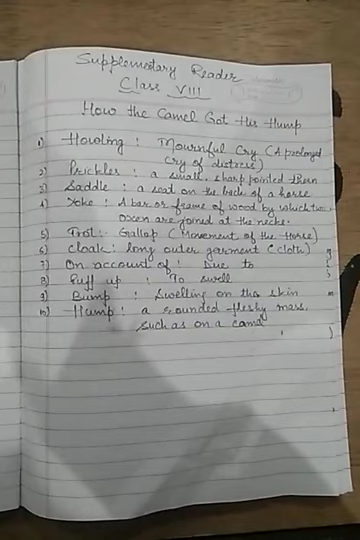 Supplementary Reader
Class VIII
How the Camel Got His Hump
1) Howling : Mournful Cry (A prolonged
cry of distress)
2) Prickles : a small sharp pointed thorn
3) Saddle : a seat on the back of a horse
4) Yoke : A bar or frame of wood by which two
oxen are joined at the necks.
5) Trot : Gallop (Movement of the Horse)
6) Cloak : long outer garment (cloth)
7) On account of : Due to
8) Puff up : To swell
9) Bump : Swelling on the skin
10) Hump : a rounded fleshy mass
such as on a camel